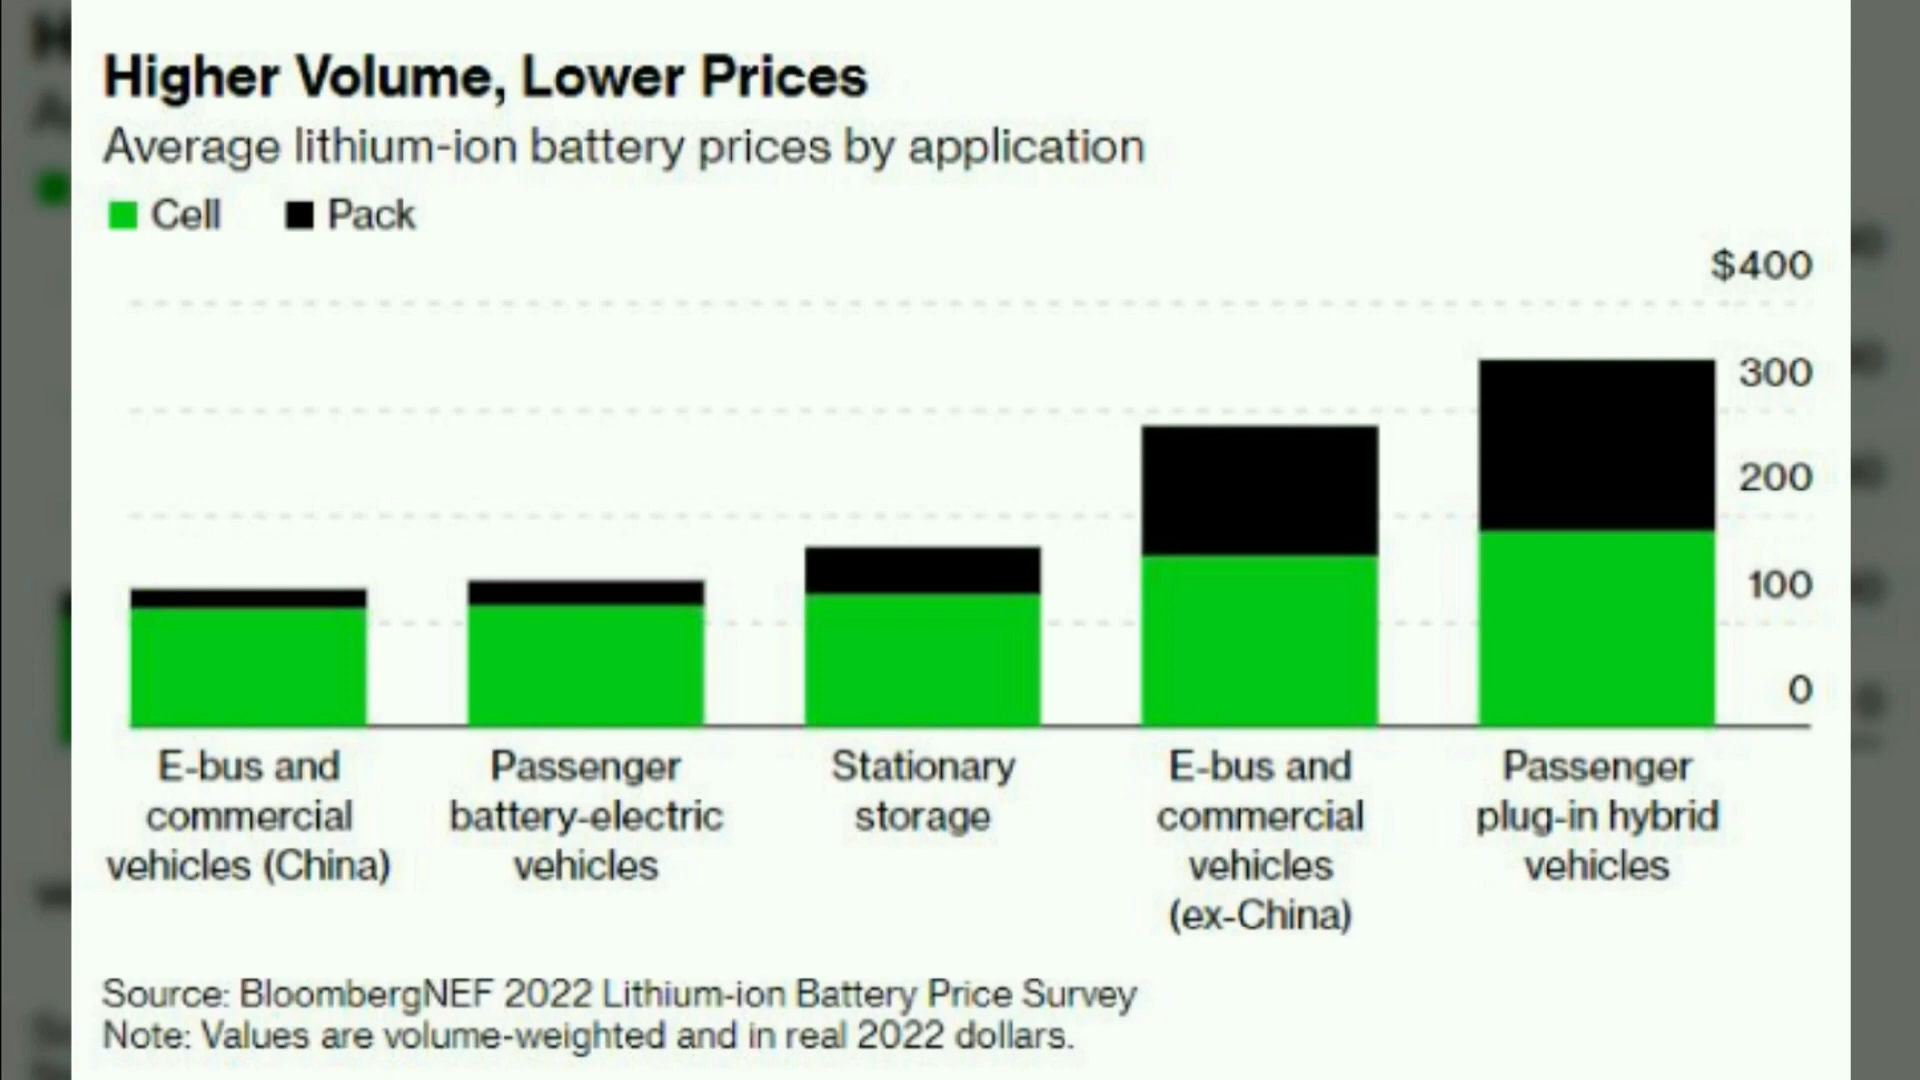 Higher Volume, Lower Prices
Average lithium-ion battery prices by application
Cell Pack
$400
300
200
100
0
E-bus and
commercial
vehicles (China)
Passenger
battery-electric
vehicles
Stationary
storage
E-bus and
commercial
vehicles
(ex-China)
Passenger
plug-in hybrid
vehicles
Source: BloombergNEF 2022 Lithium-ion Battery Price Survey
Note: Values are volume-weighted and in real 2022 dollars.